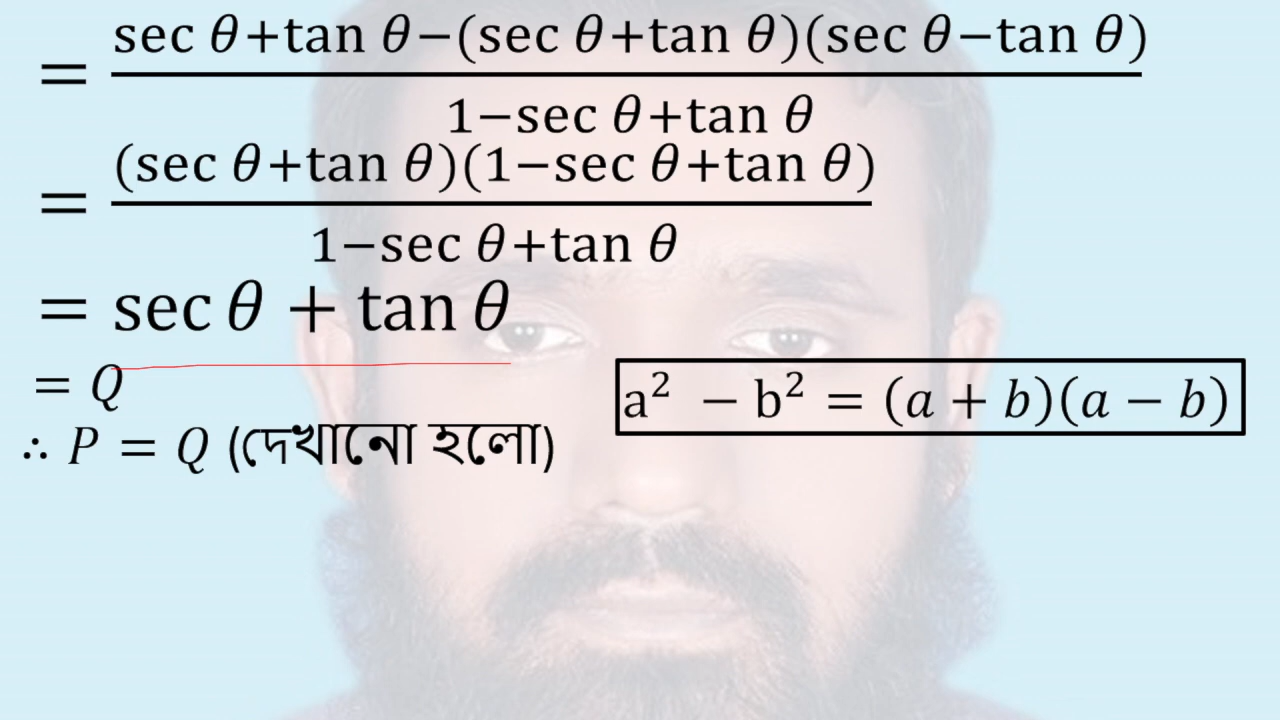 = sec θ+tan θ−(sec θ+tan θ)(sec θ−tan θ)
1−sec θ+tan θ
= (sec θ+tan θ)(1−sec θ+tan θ)
1−sec θ+tan θ
= sec θ + tan θ
= Q
a² − b² = (a + b)(a − b)
∴ P = Q (দেখানো হলো)